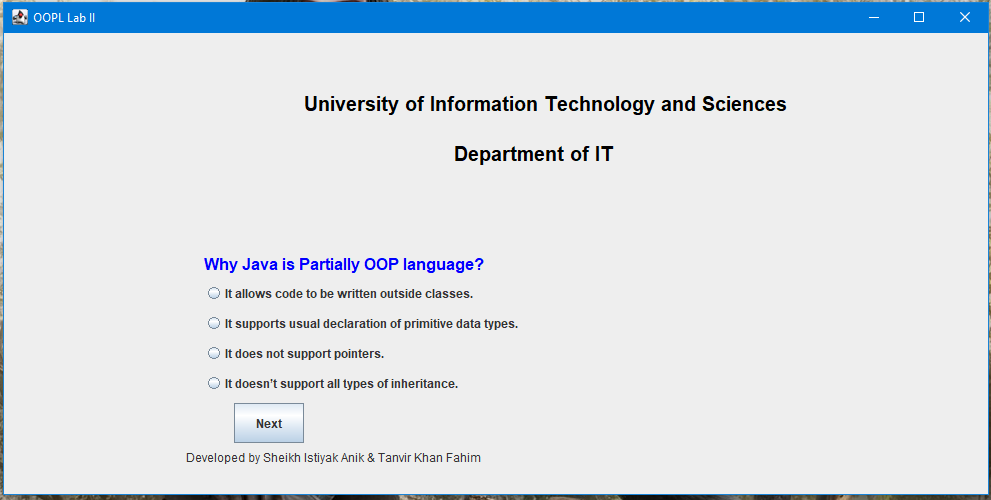 OOPL Lab II
University of Information Technology and Sciences
Department of IT
Why Java is Partially OOP language?
It allows code to be written outside classes.
It supports usual declaration of primitive data types.
It does not support pointers.
It doesn't support all types of inheritance.
Next
Developed by Sheikh Istiyak Anik & Tanvir Khan Fahim